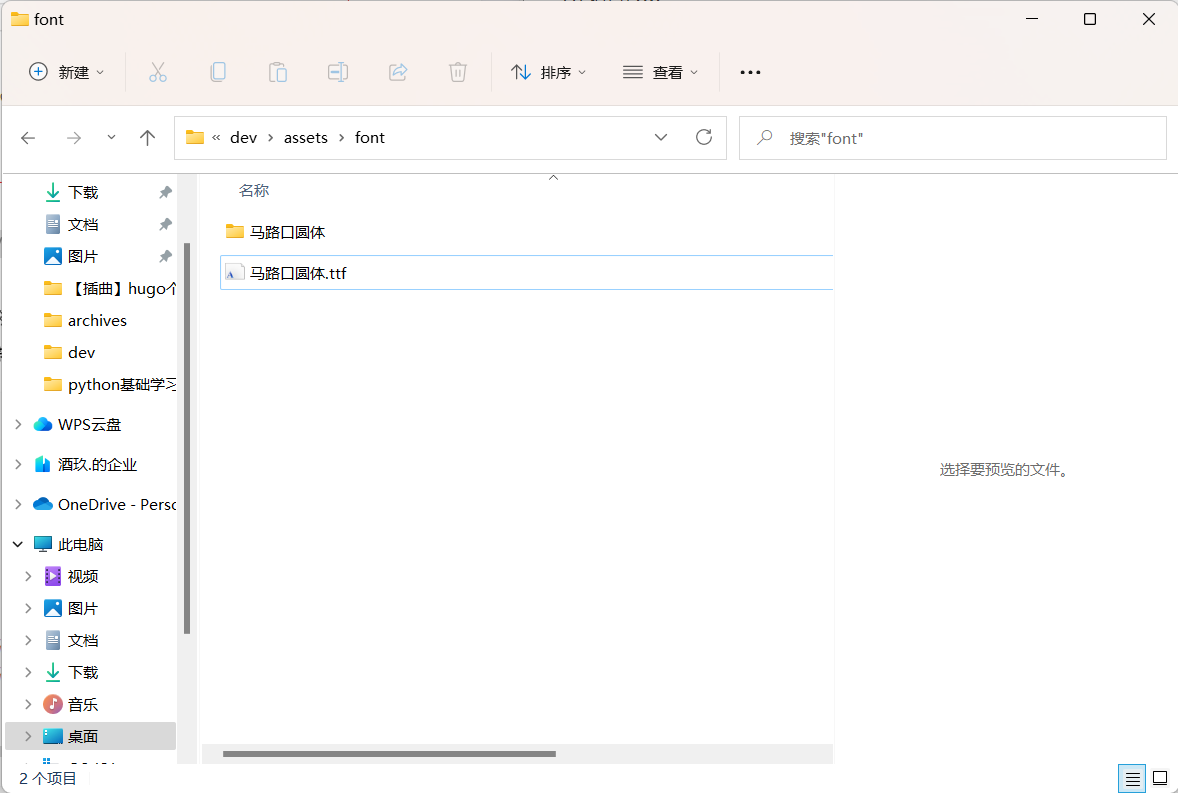 font
新建
排序
查看
dev
assets
font
搜索"font"
下载
文档
图片
【插曲】hugo个
archives
dev
python基础学习
WPS云盘
酒玖.的企业
OneDrive - Perso
此电脑
视频
图片
文档
下载
音乐
桌面
名称
马路口圆体
马路口圆体.ttf
选择要预览的文件。
2 个项目